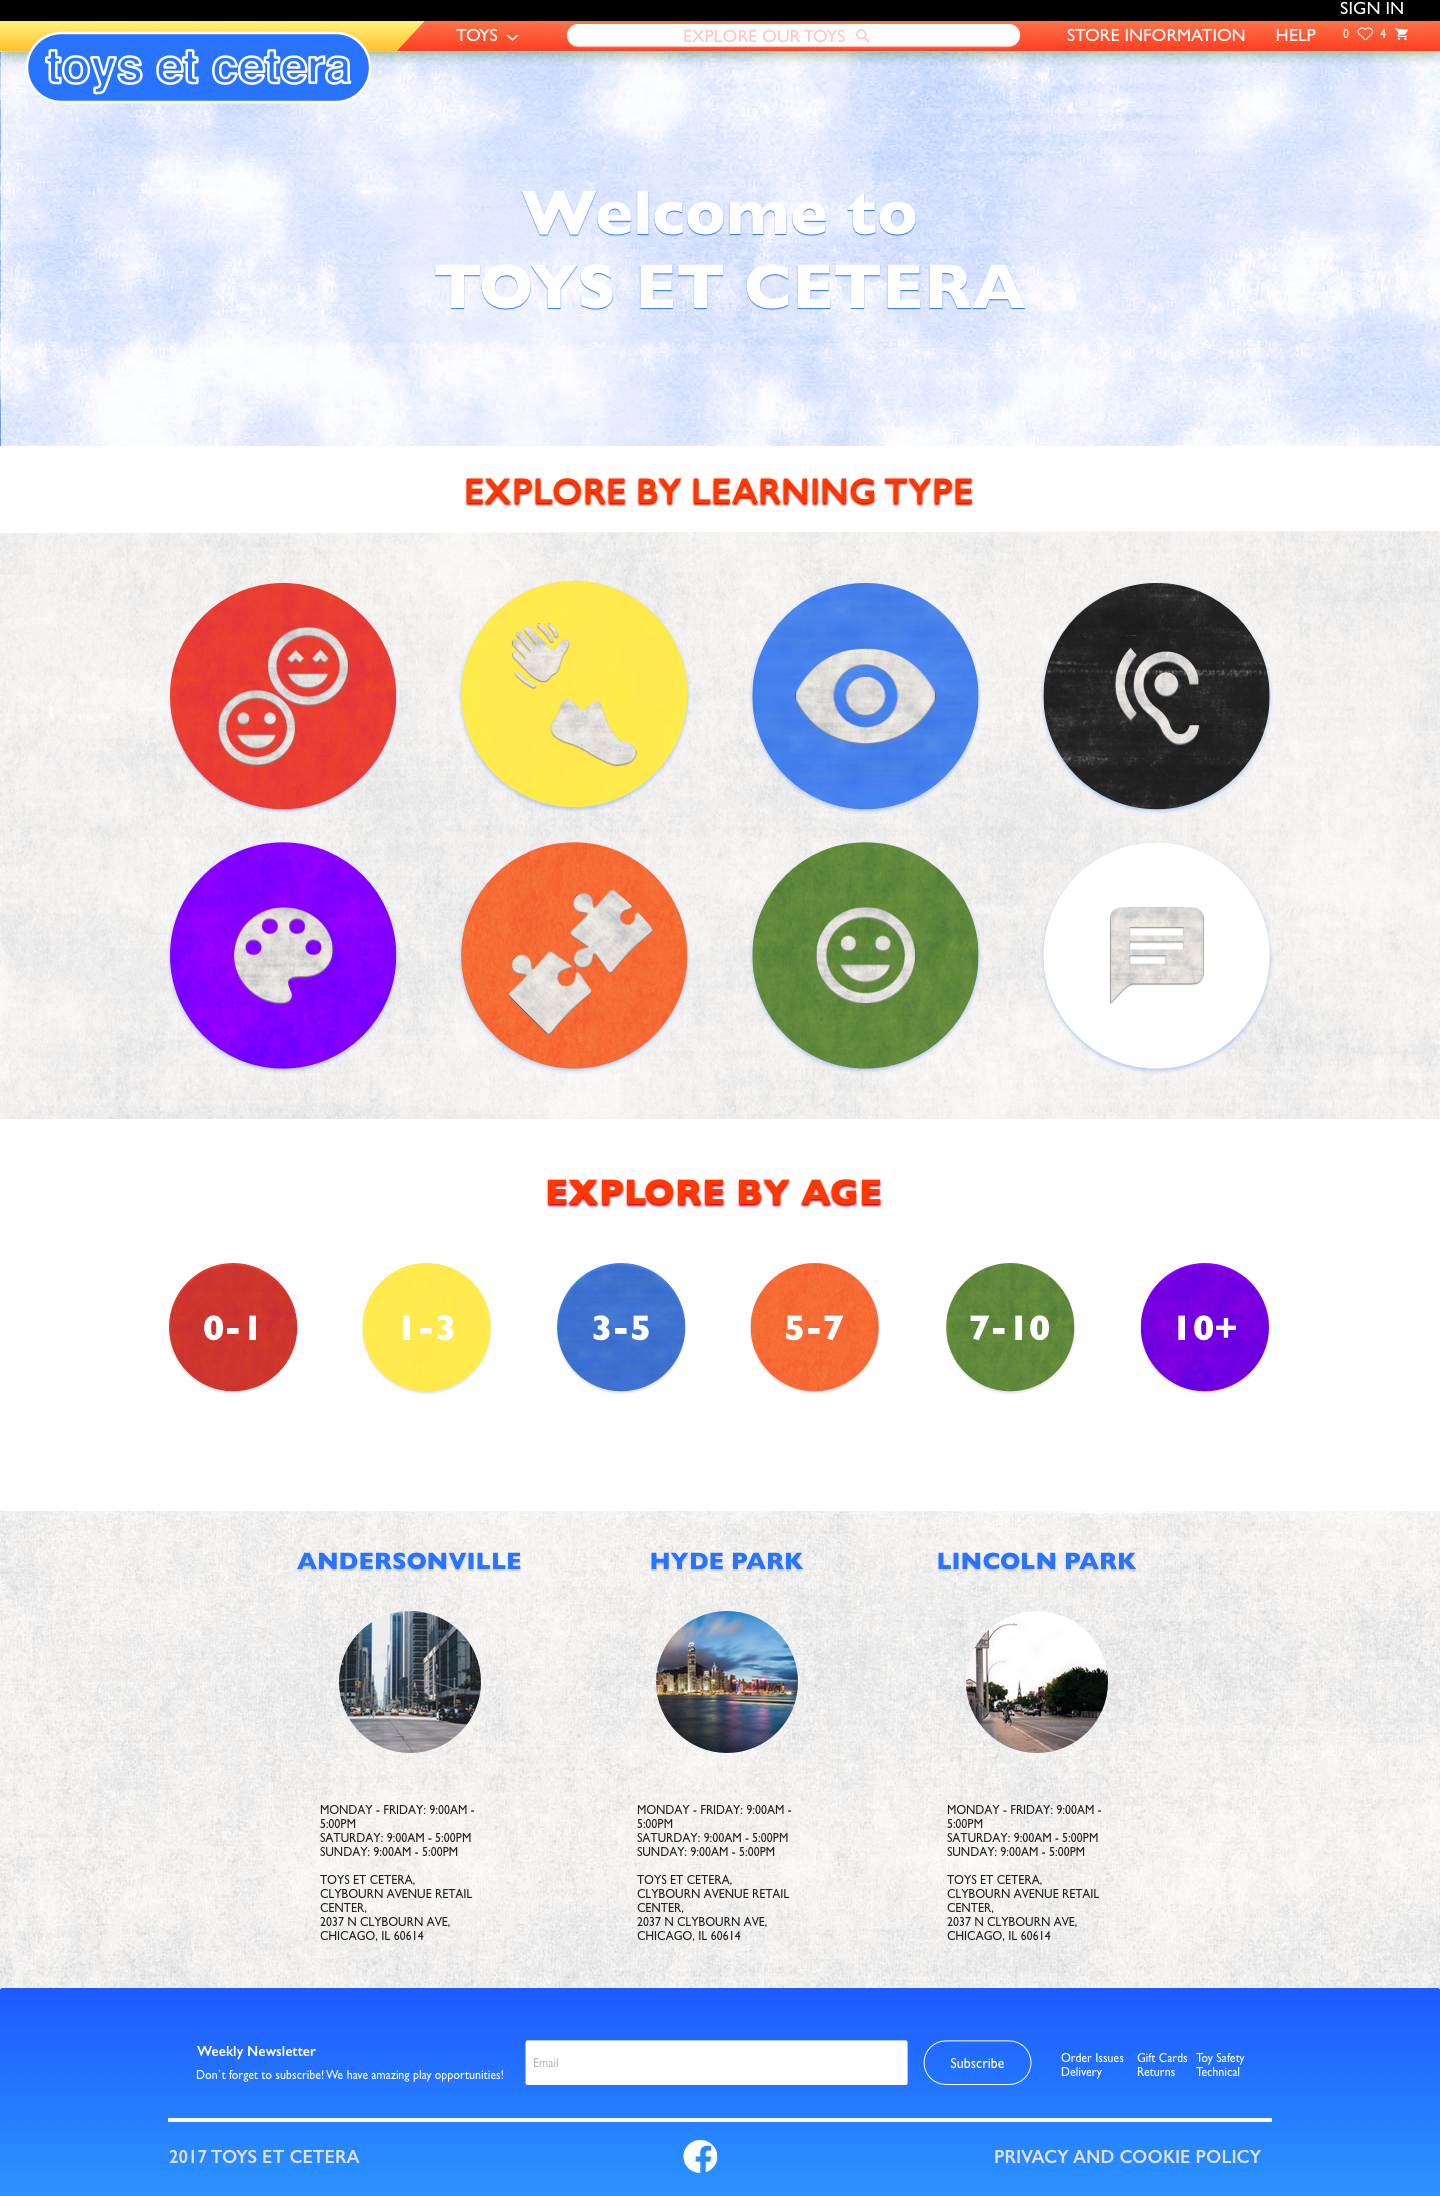 SIGN IN
toys et cetera
TOYS
EXPLORE OUR TOYS
STORE INFORMATION
HELP
0
4
Welcome to
TOYS ET CETERA
EXPLORE BY LEARNING TYPE
EXPLORE BY AGE
0-1
1-3
3-5
5-7
7-10
10+
ANDERSONVILLE
MONDAY - FRIDAY: 9:00AM -
5:00PM
SATURDAY: 9:00AM - 5:00PM
SUNDAY: 9:00AM - 5:00PM
TOYS ET CETERA,
CLYBOURN AVENUE RETAIL
CENTER,
2037 N CLYBOURN AVE,
CHICAGO, IL 60614
HYDE PARK
MONDAY - FRIDAY: 9:00AM -
5:00PM
SATURDAY: 9:00AM - 5:00PM
SUNDAY: 9:00AM - 5:00PM
TOYS ET CETERA,
CLYBOURN AVENUE RETAIL
CENTER,
2037 N CLYBOURN AVE,
CHICAGO, IL 60614
LINCOLN PARK
MONDAY - FRIDAY: 9:00AM -
5:00PM
SATURDAY: 9:00AM - 5:00PM
SUNDAY: 9:00AM - 5:00PM
TOYS ET CETERA,
CLYBOURN AVENUE RETAIL
CENTER,
2037 N CLYBOURN AVE,
CHICAGO, IL 60614
Weekly Newsletter
Don`t forget to subscribe! We have amazing play opportunities!
Email
Subscribe
Order Issues
Delivery
Gift Cards
Returns
Toy Safety
Technical
2017 TOYS ET CETERA
PRIVACY AND COOKIE POLICY